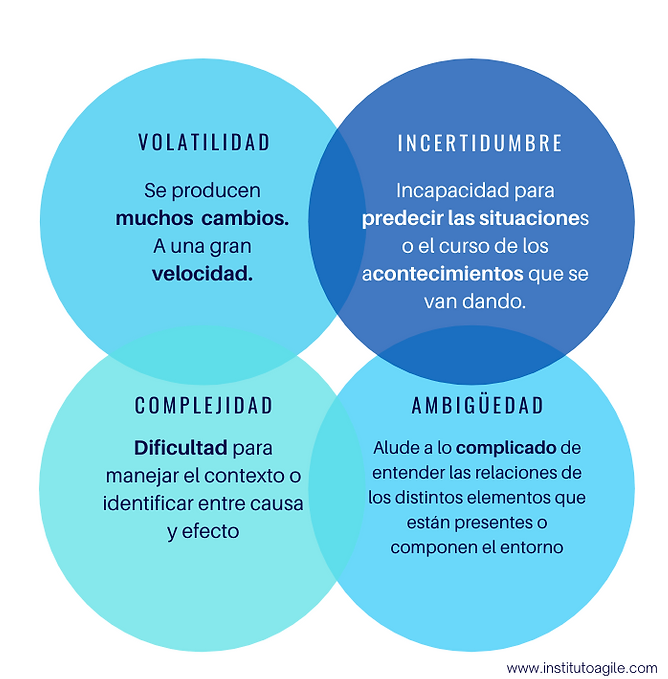 VOLATILIDAD
Se producen
muchos cambios.
A una gran
velocidad.
INCERTIDUMBRE
Incapacidad para
predecir las situaciones
o el curso de los
acontecimientos que se
van dando.
COMPLEJIDAD
Dificultad para
manejar el contexto o
identificar entre causa
y efecto
AMBIGÜEDAD
Alude a lo complicado de
entender las relaciones de
los distintos elementos que
están presentes o
componen el entorno
www.institutoagile.com